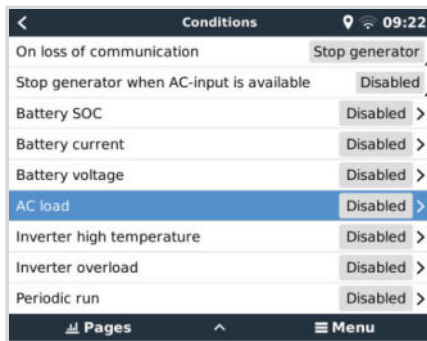 Conditions 09:22
On loss of communication Stop generator
Stop generator when AC-input is available Disabled
Battery SOC Disabled
Battery current Disabled
Battery voltage Disabled
AC load Disabled
Inverter high temperature Disabled
Inverter overload Disabled
Periodic run Disabled
Pages Menu